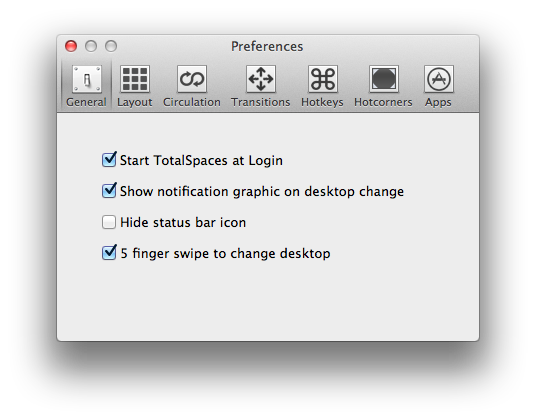 Preferences
General Layout Circulation Transitions Hotkeys Hotcorners Apps
Start TotalSpaces at Login
Show notification graphic on desktop change
Hide status bar icon
5 finger swipe to change desktop